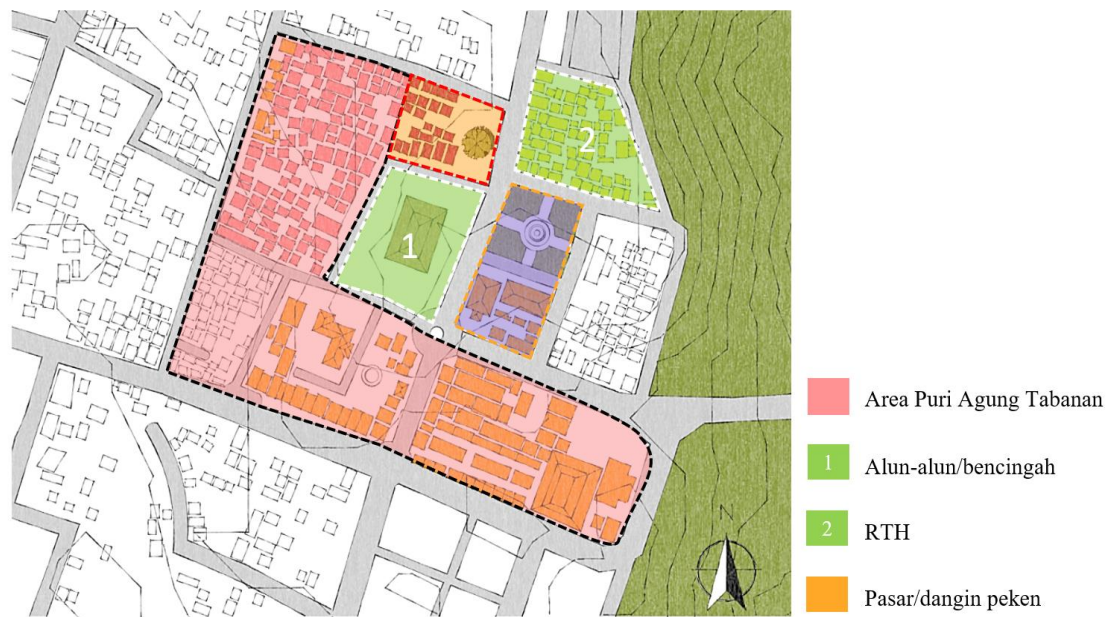 2
1
Area Puri Agung Tabanan
1 Alun-alun/bencingah
2 RTH
N
Pasar/dangin peken